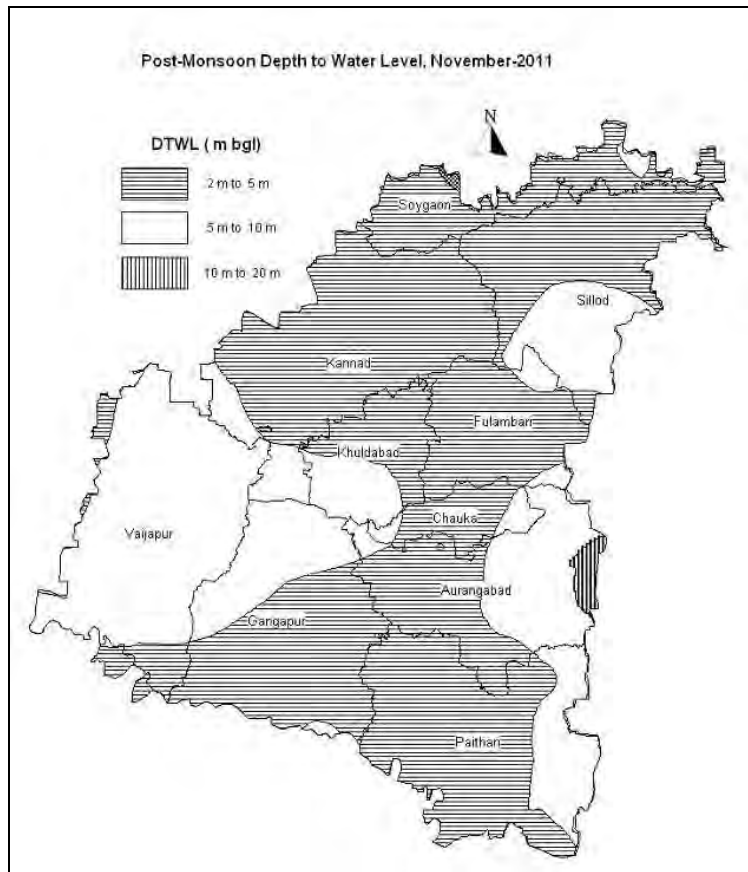 Post-Monsoon Depth to Water Level, November-2011
N
DTWL ( m bgl)
2 m to 5 m
5 m to 10 m
10 m to 20 m
Soygaon
Sillod
Kannad
Fulambari
Khuldabad
Chauka
Vaijapur
Aurangabad
Gangapur
Paithan